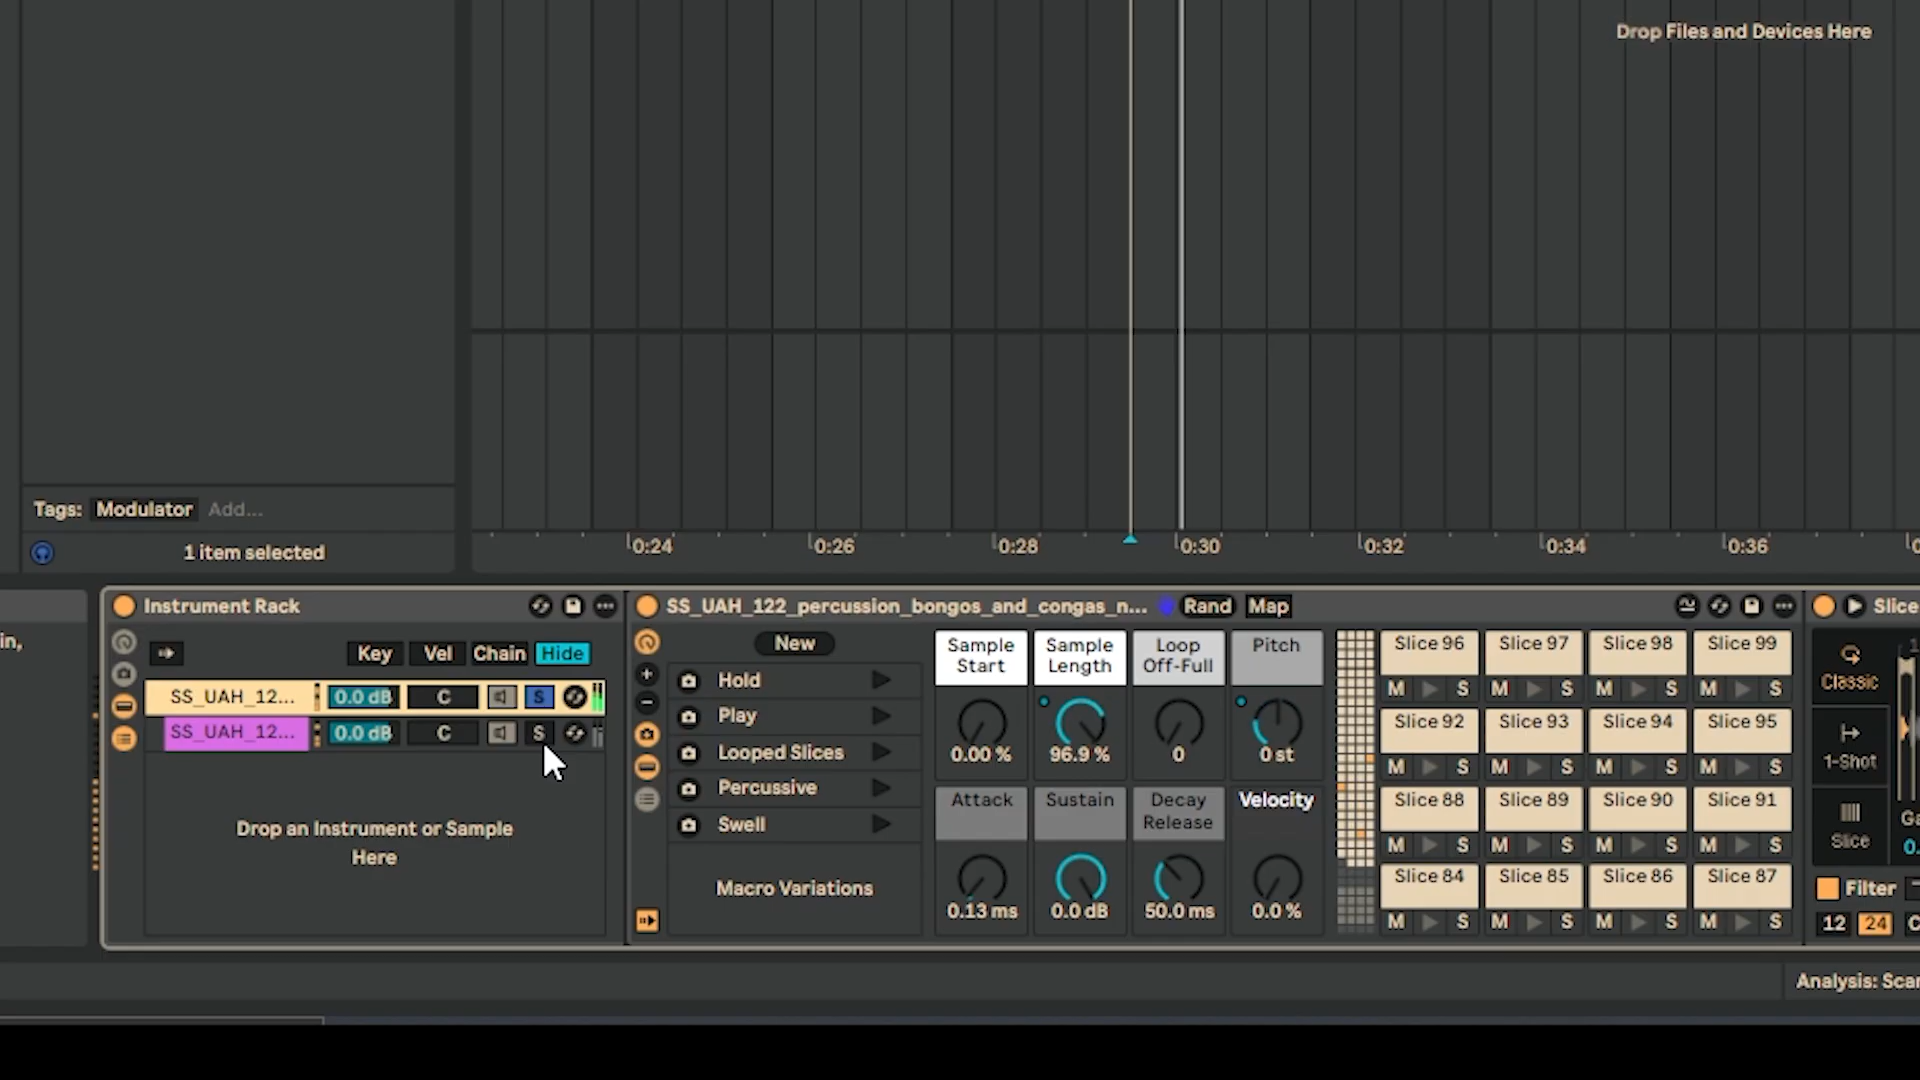 Drop Files and Devices Here
Tags: Modulator Add...
1 item selected
0:24 0:26 0:28 0:30 0:32 0:34 0:36
in,
Instrument Rack
Key Vel Chain Hide
SS_UAH_12... 0.0 dB C S
SS_UAH_12... 0.0 dB C S
Drop an Instrument or Sample
Here
SS_UAH_122_percussion_bongos_and_congas_n... Rand Map
New
Hold
Play
Looped Slices
Percussive
Swell
Macro Variations
Sample Start Sample Length Loop Off-Full Pitch
0.00 % 96.9 % 0 0 st
Attack Sustain Decay Release Velocity
0.13 ms 0.0 dB 50.0 ms 0.0 %
Slice 96 Slice 97 Slice 98 Slice 99
M S M S M S M S
Slice 92 Slice 93 Slice 94 Slice 95
M S M S M S M S
Slice 88 Slice 89 Slice 90 Slice 91
M S M S M S M S
Slice 84 Slice 85 Slice 86 Slice 87
M S M S M S M S
Slice
Classic
1-Shot
Slice
Filter
12 24
Analysis: